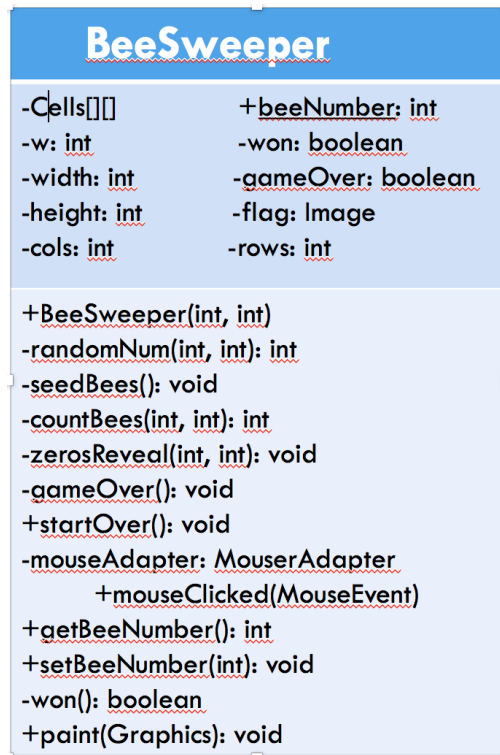 BeeSweeper
-Cells[][] +beeNumber: int
-w: int -won: boolean
-width: int -gameOver: boolean
-height: int -flag: Image
-cols: int -rows: int
+BeeSweeper(int, int)
-randomNum(int, int): int
-seedBees(): void
-countBees(int, int): int
-zerosReveal(int, int): void
-gameOver(): void
+startOver(): void
-mouseAdapter: MouserAdapter
+mouseClicked(MouseEvent)
+getBeeNumber(): int
+setBeeNumber(int): void
-won(): boolean
+paint(Graphics): void